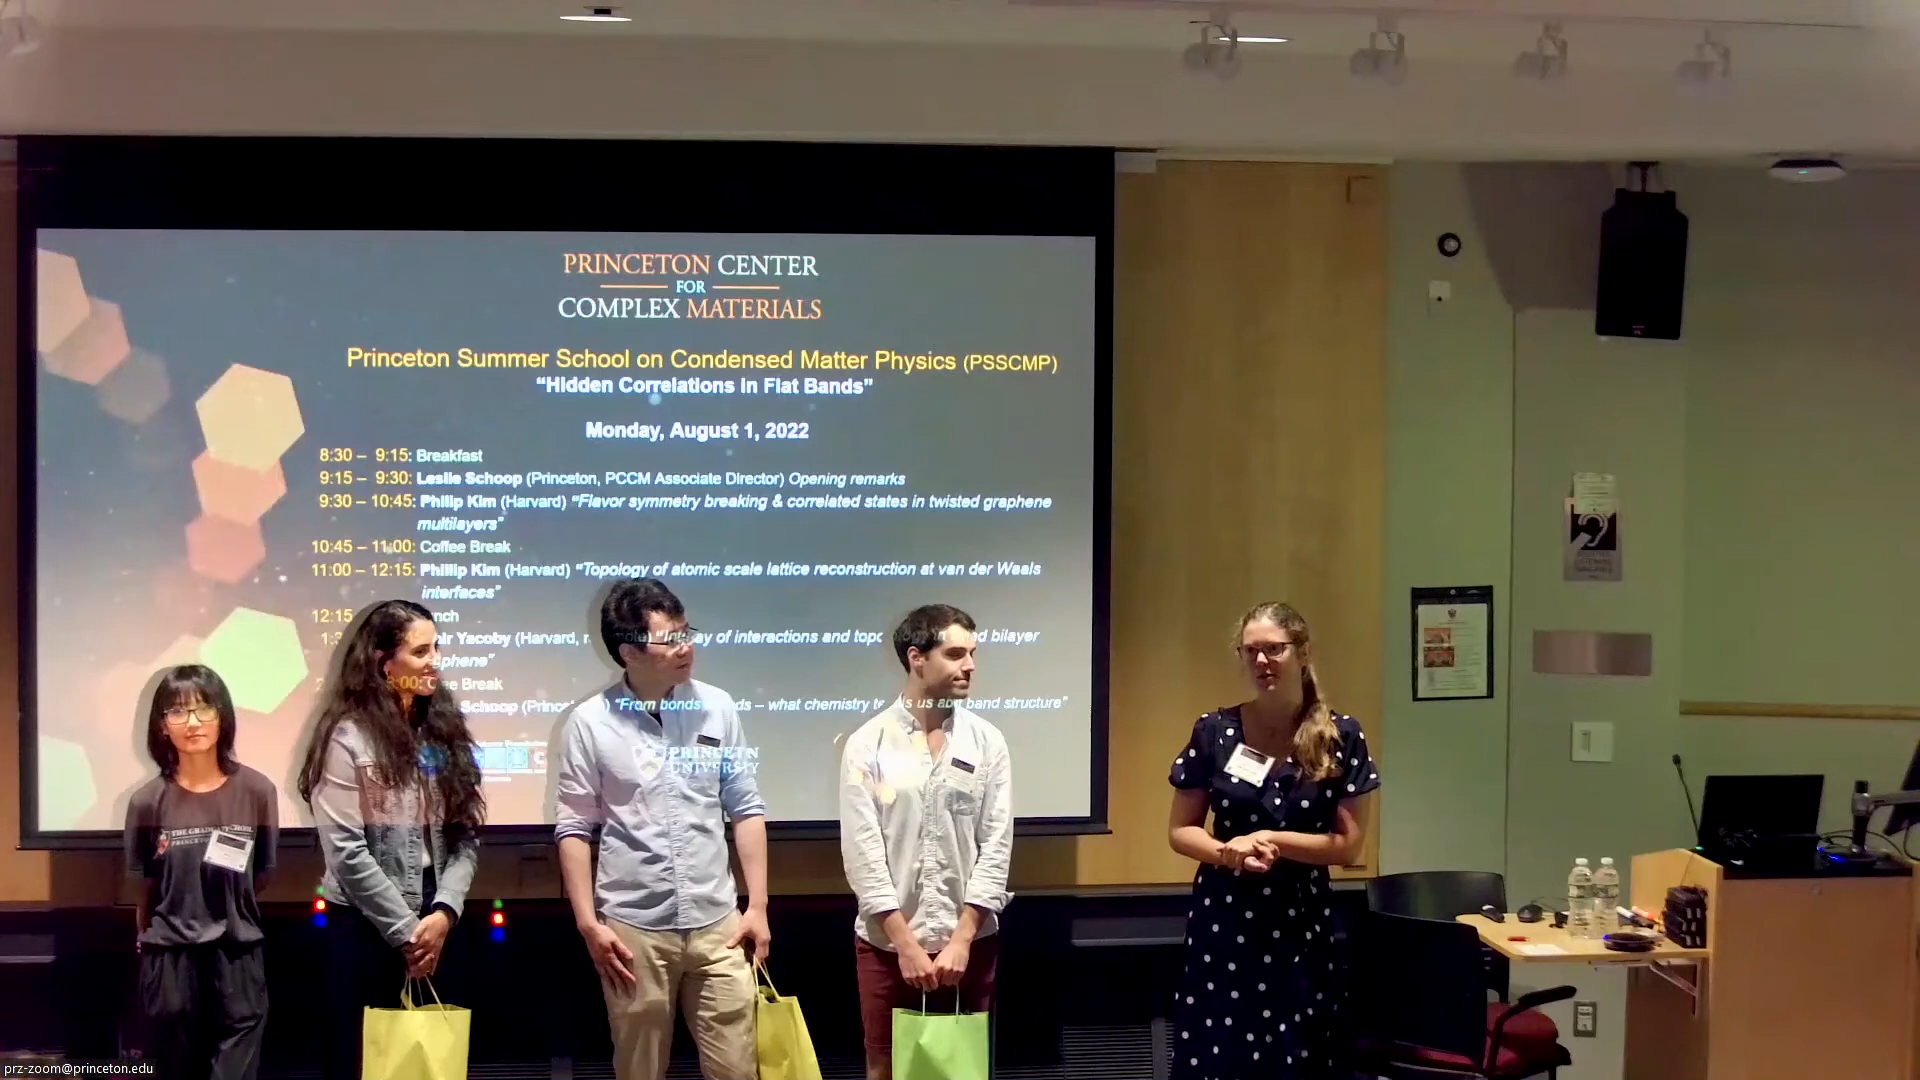 PRINCETON CENTER
FOR
COMPLEX MATERIALS
Princeton Summer School on Condensed Matter Physics (PSSCMP)
“Hidden Correlations in Flat Bands”
Monday, August 1, 2022
8:30 – 9:15: Breakfast
9:15 – 9:30: Leslie Schoop (Princeton, PCCM Associate Director) Opening remarks
9:30 – 10:45: Philip Kim (Harvard) “Flavor symmetry breaking & correlated states in twisted graphene
multilayers”
10:45 – 11:00: Coffee Break
11:00 – 12:15: Phillip Kim (Harvard) “Topology of atomic scale lattice reconstruction at van der Waals
interfaces”
12:15
Yacoby (Harvard, of interactions and bilayer
Break
Schoop “From bonds – what chemistry us band structure”
PRINCETON
UNIVERSITY
THE
prz-zoom@princeton.edu